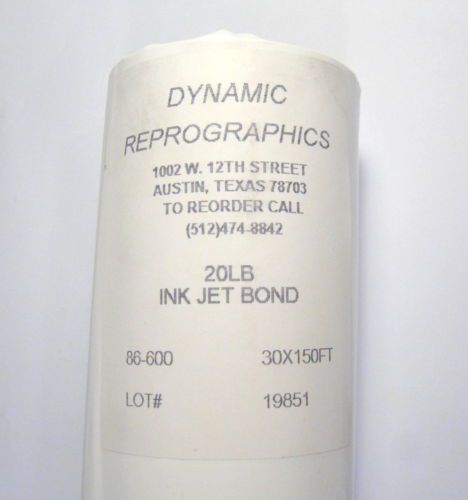 DYNAMIC
REPROGRAPHICS
1002 W. 12TH STREET
AUSTIN, TEXAS 78703
TO REORDER CALL
(512)474-8842
20LB
INK JET BOND
86-600 30X150FT
LOT# 19851